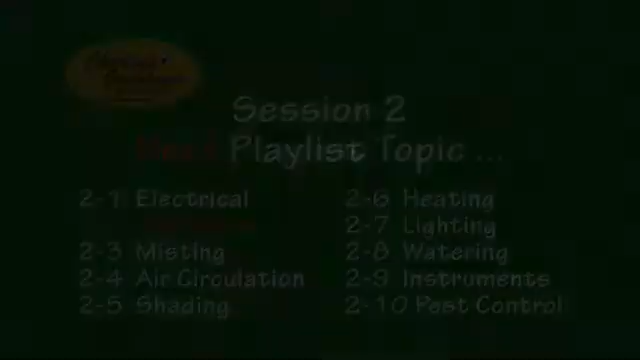 Session 2
Next Playlist Topic ...
2-1 Electrical
2-3 Misting
2-4 Air Circulation
2-5 Shading
2-6 Heating
2-7 Lighting
2-8 Watering
2-9 Instruments
2-10 Pest Control